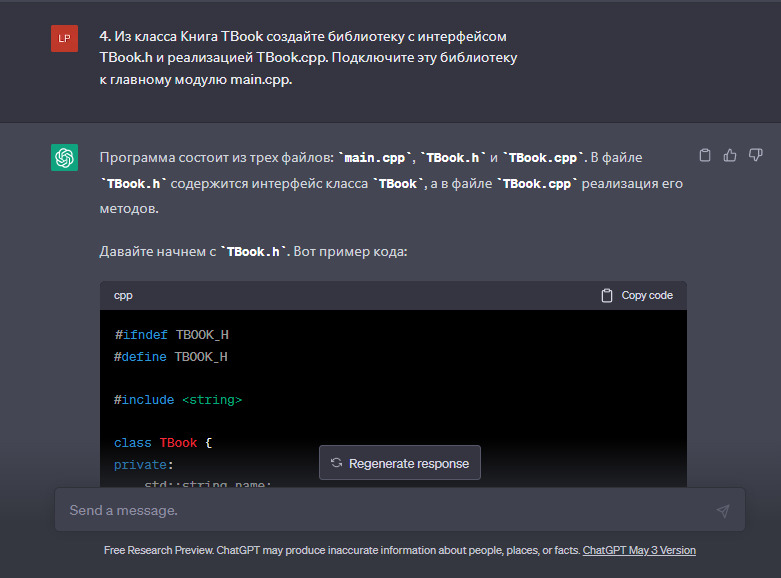 LP
4. Из класса Книга TBook создайте библиотеку с интерфейсом
TBook.h и реализацией TBook.cpp. Подключите эту библиотеку
к главному модулю main.cpp.
Программа состоит из трех файлов: `main.cpp`, `TBook.h` и `TBook.cpp`. В файле
`TBook.h` содержится интерфейс класса `TBook`, а в файле `TBook.cpp` реализация его
методов.
Давайте начнем с `TBook.h`. Вот пример кода:
cpp
Copy code
#ifndef TBOOK_H
#define TBOOK_H
#include <string>
class TBook {
private:
std::string name;
Regenerate response
Send a message.
Free Research Preview. ChatGPT may produce inaccurate information about people, places, or facts. ChatGPT May 3 Version